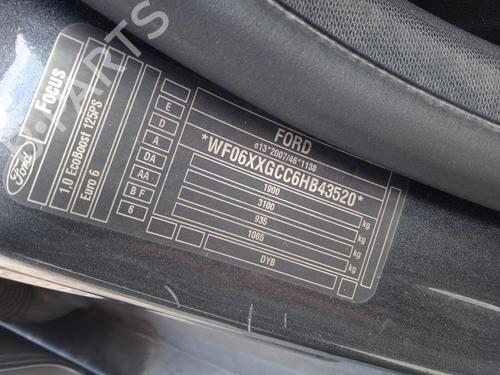 Ford
FOCUS
1,0 EcoBoost 125PS
Euro 6
E
D
A
DA
AA
B F
6
FORD
e13*2007/46*1138
*WF06XXGCC6HB43520*
1900 kg
3100 kg
935 kg
1065 kg
DYB
PARTS